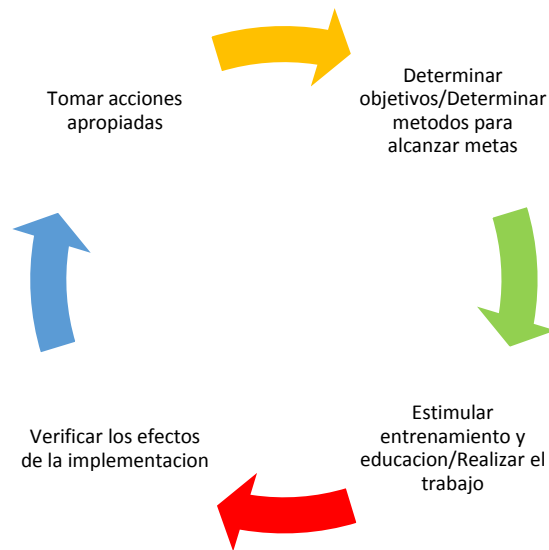 Tomar acciones
apropiadas
Determinar
objetivos/Determinar
metodos para
alcanzar metas
Estimular
entrenamiento y
educacion/Realizar el
trabajo
Verificar los efectos
de la implementacion